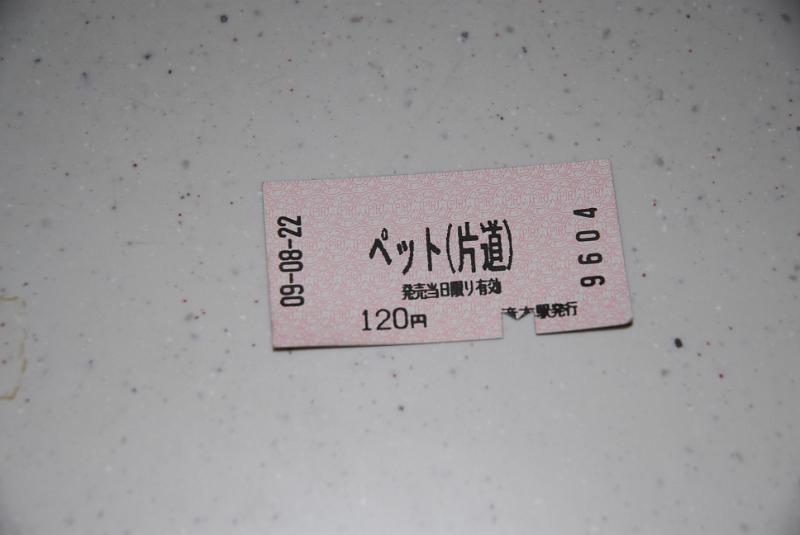 09-08-22
ペット(片道)
発売当日限り有効
120円
駅発行
9604